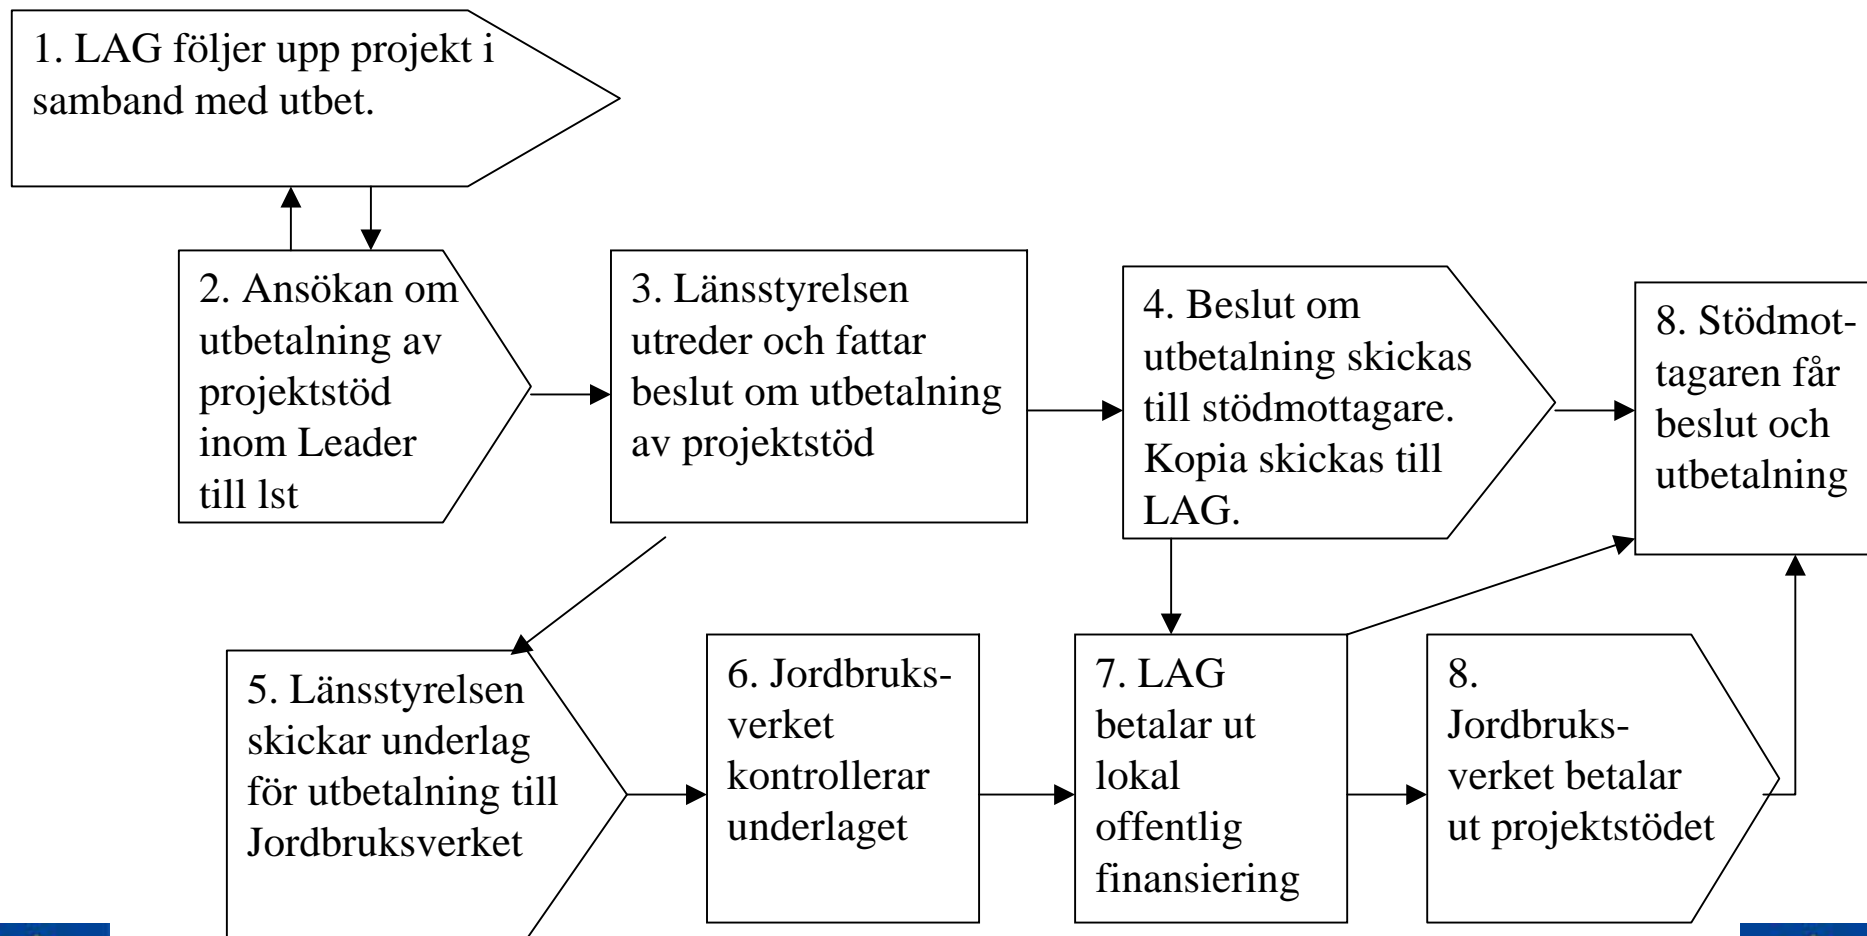 1. LAG följer upp projekt i
samband med utbet.
2. Ansökan om
utbetalning av
projektstöd
inom Leader
till lst
3. Länsstyrelsen
utreder och fattar
beslut om utbetalning
av projektstöd
4. Beslut om
utbetalning skickas
till stödmottagare.
Kopia skickas till
LAG.
8. Stödmot-
tagaren får
beslut och
utbetalning
5. Länsstyrelsen
skickar underlag
för utbetalning till
Jordbruksverket
6. Jordbruks-
verket
kontrollerar
underlaget
7. LAG
betalar ut
lokal
offentlig
finansiering
8.
Jordbruks-
verket betalar
ut projektstödet